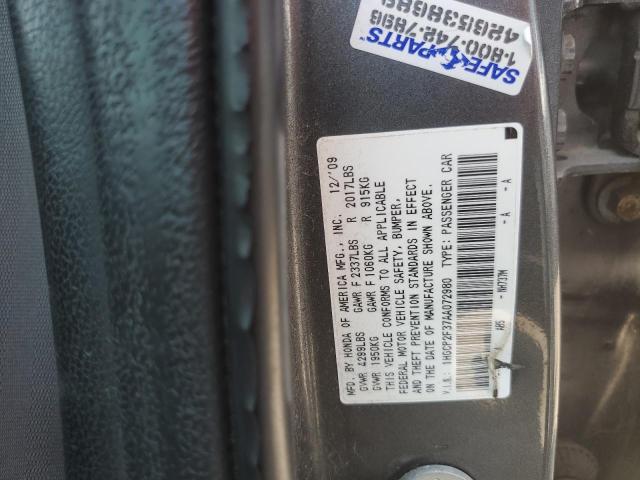 SAFE-PARTS
1·800·742·7896
MFD. BY HONDA OF AMERICA MFG., INC. 12/'09
GVWR 4299LBS GAWR F 2337LBS R 2017LBS
GVWR 1950KG GAWR F 1060KG R 915KG
THIS VEHICLE CONFORMS TO ALL APPLICABLE
FEDERAL MOTOR VEHICLE SAFETY, BUMPER,
AND THEFT PREVENTION STANDARDS IN EFFECT
ON THE DATE OF MANUFACTURE SHOWN ABOVE.
V.I.N.: 1HGCP2F37AA072980 TYPE: PASSENGER CAR
- A - A